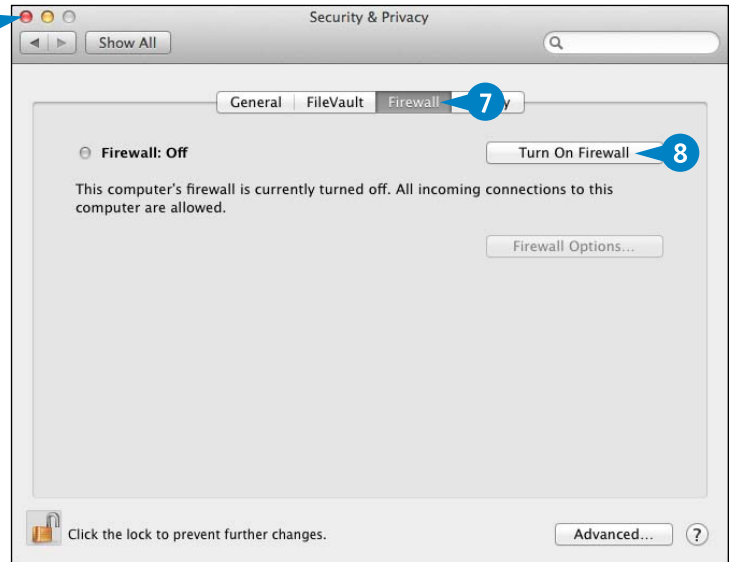 Security & Privacy
Show All
General FileVault Firewall y
7
Firewall: Off
Turn On Firewall
8
This computer's firewall is currently turned off. All incoming connections to this
computer are allowed.
Firewall Options...
Click the lock to prevent further changes.
Advanced...
?